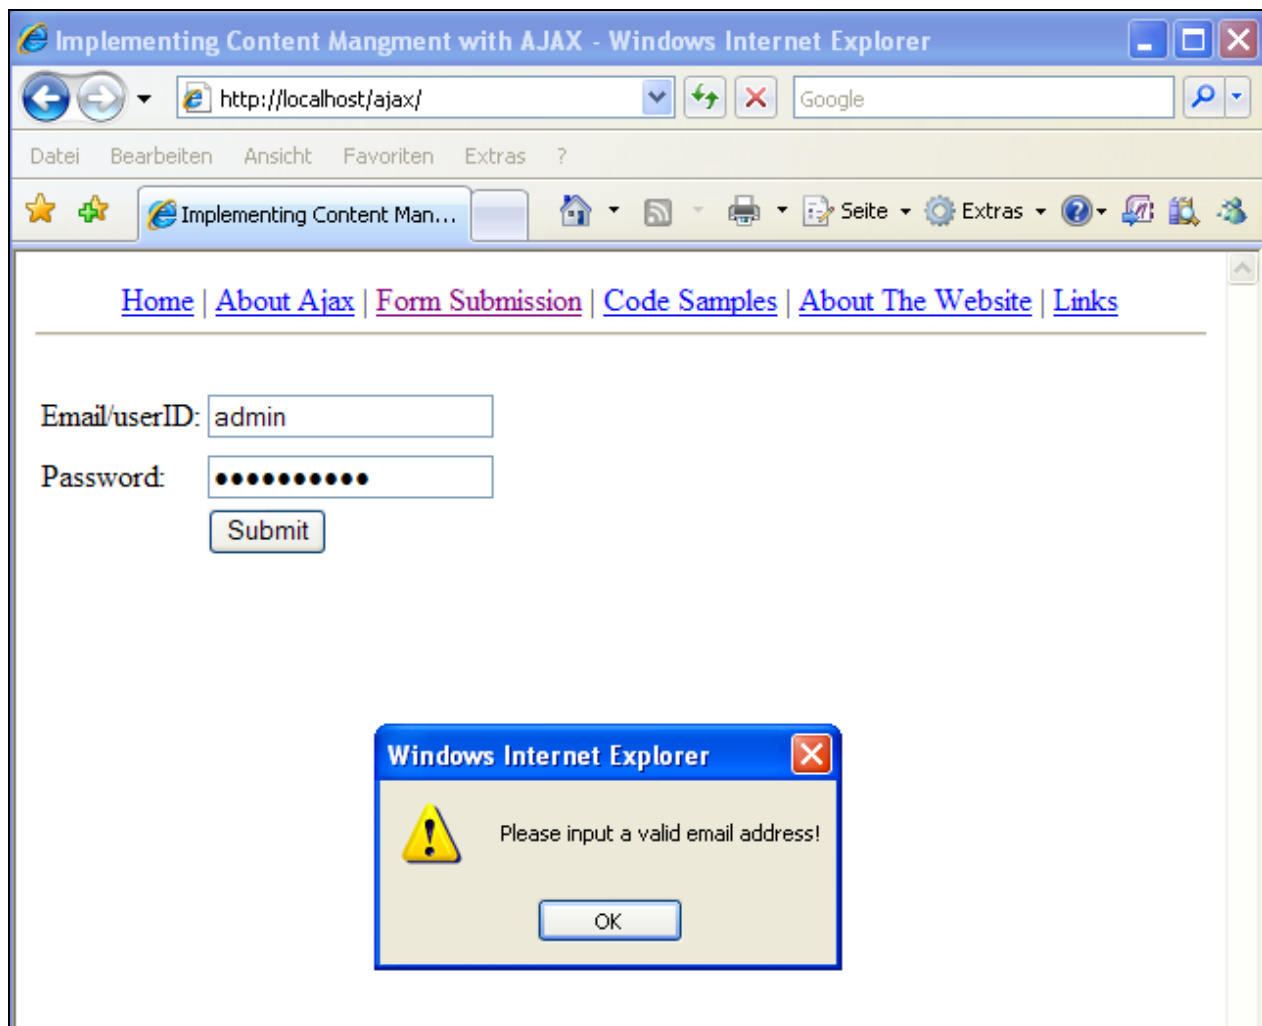 Implementing Content Mangment with AJAX - Windows Internet Explorer
http://localhost/ajax/ Google
Datei Bearbeiten Ansicht Favoriten Extras ?
Implementing Content Man... Seite Extras
Home | About Ajax | Form Submission | Code Samples | About The Website | Links
Email/userID: admin
Password: ●●●●●●●●●●
Submit
Windows Internet Explorer
Please input a valid email address!
OK